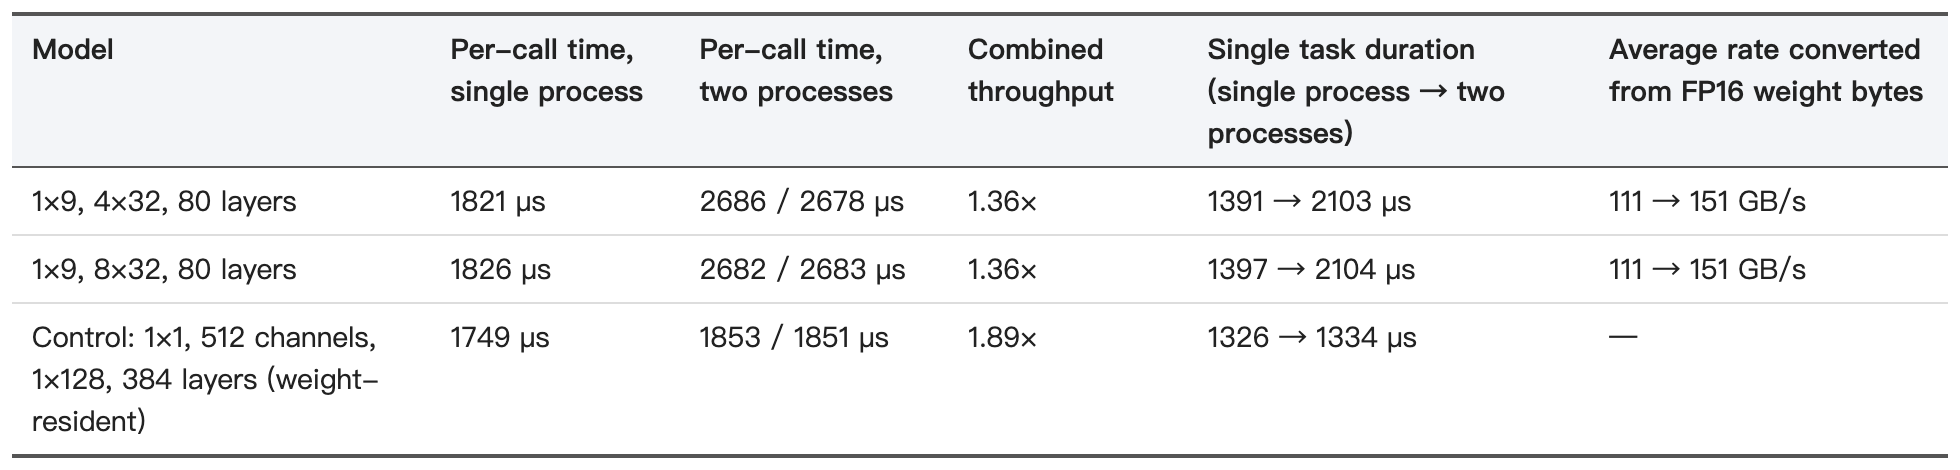 Model
Per–call time,
single process
Per–call time,
two processes
Combined
throughput
Single task duration
(single process → two
processes)
Average rate converted
from FP16 weight bytes
1×9, 4×32, 80 layers
1821 µs
2686 / 2678 µs
1.36×
1391 → 2103 µs
111 → 151 GB/s
1×9, 8×32, 80 layers
1826 µs
2682 / 2683 µs
1.36×
1397 → 2104 µs
111 → 151 GB/s
Control: 1×1, 512 channels,
1×128, 384 layers (weight–
resident)
1749 µs
1853 / 1851 µs
1.89×
1326 → 1334 µs
—